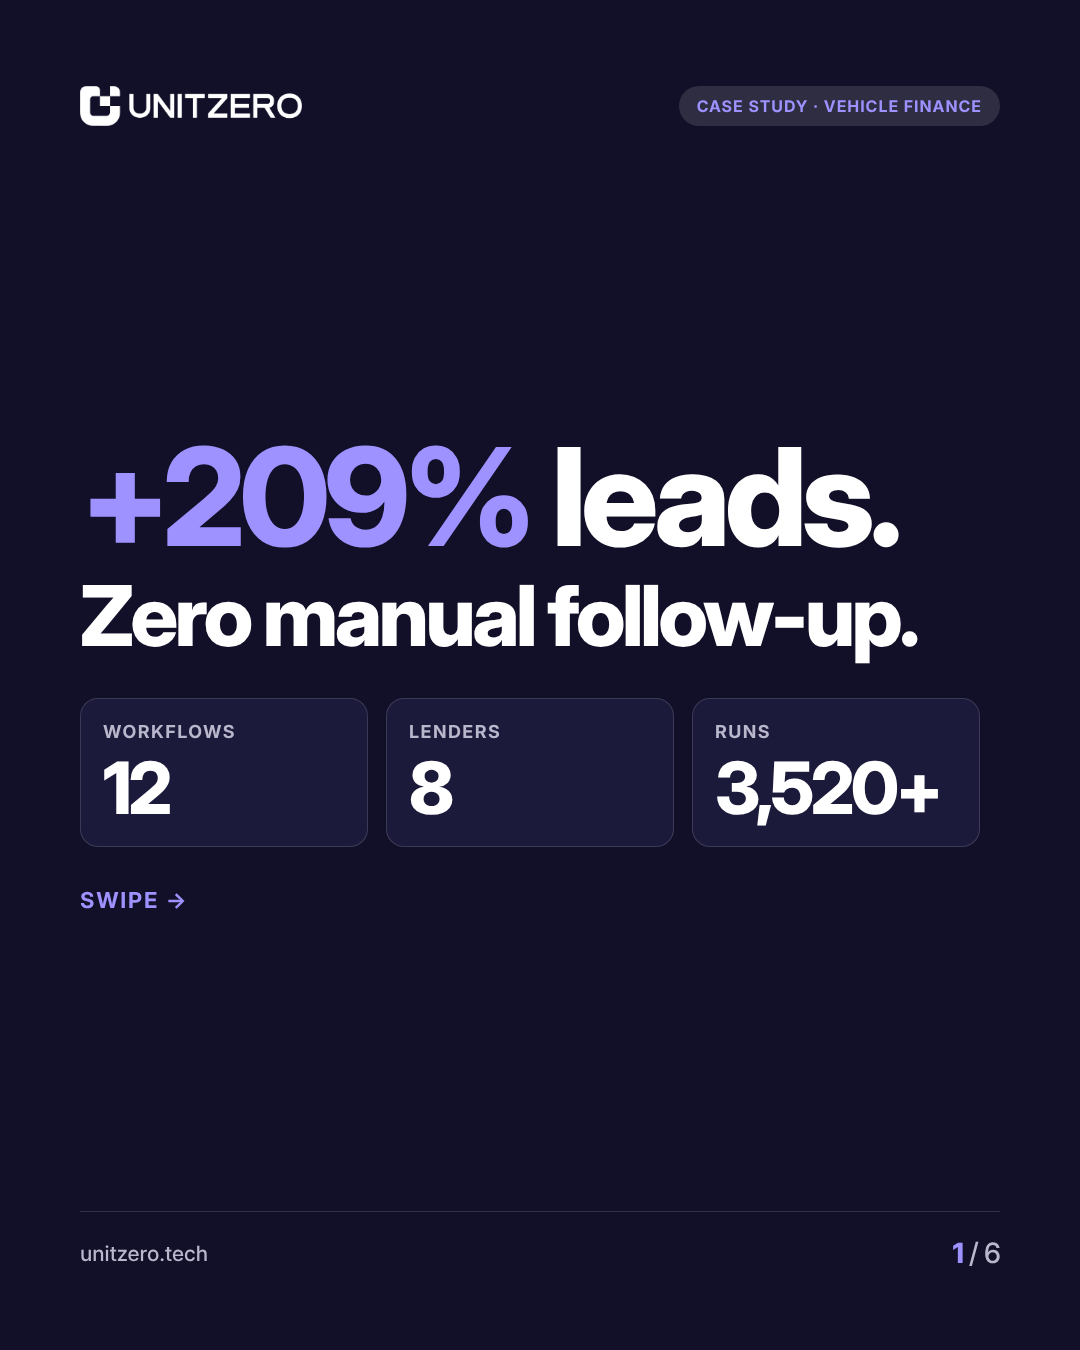 UNITZERO
CASE STUDY · VEHICLE FINANCE
+209% leads.
Zero manual follow-up.
WORKFLOWS
12
LENDERS
8
RUNS
3,520+
SWIPE →
unitzero.tech
1 / 6